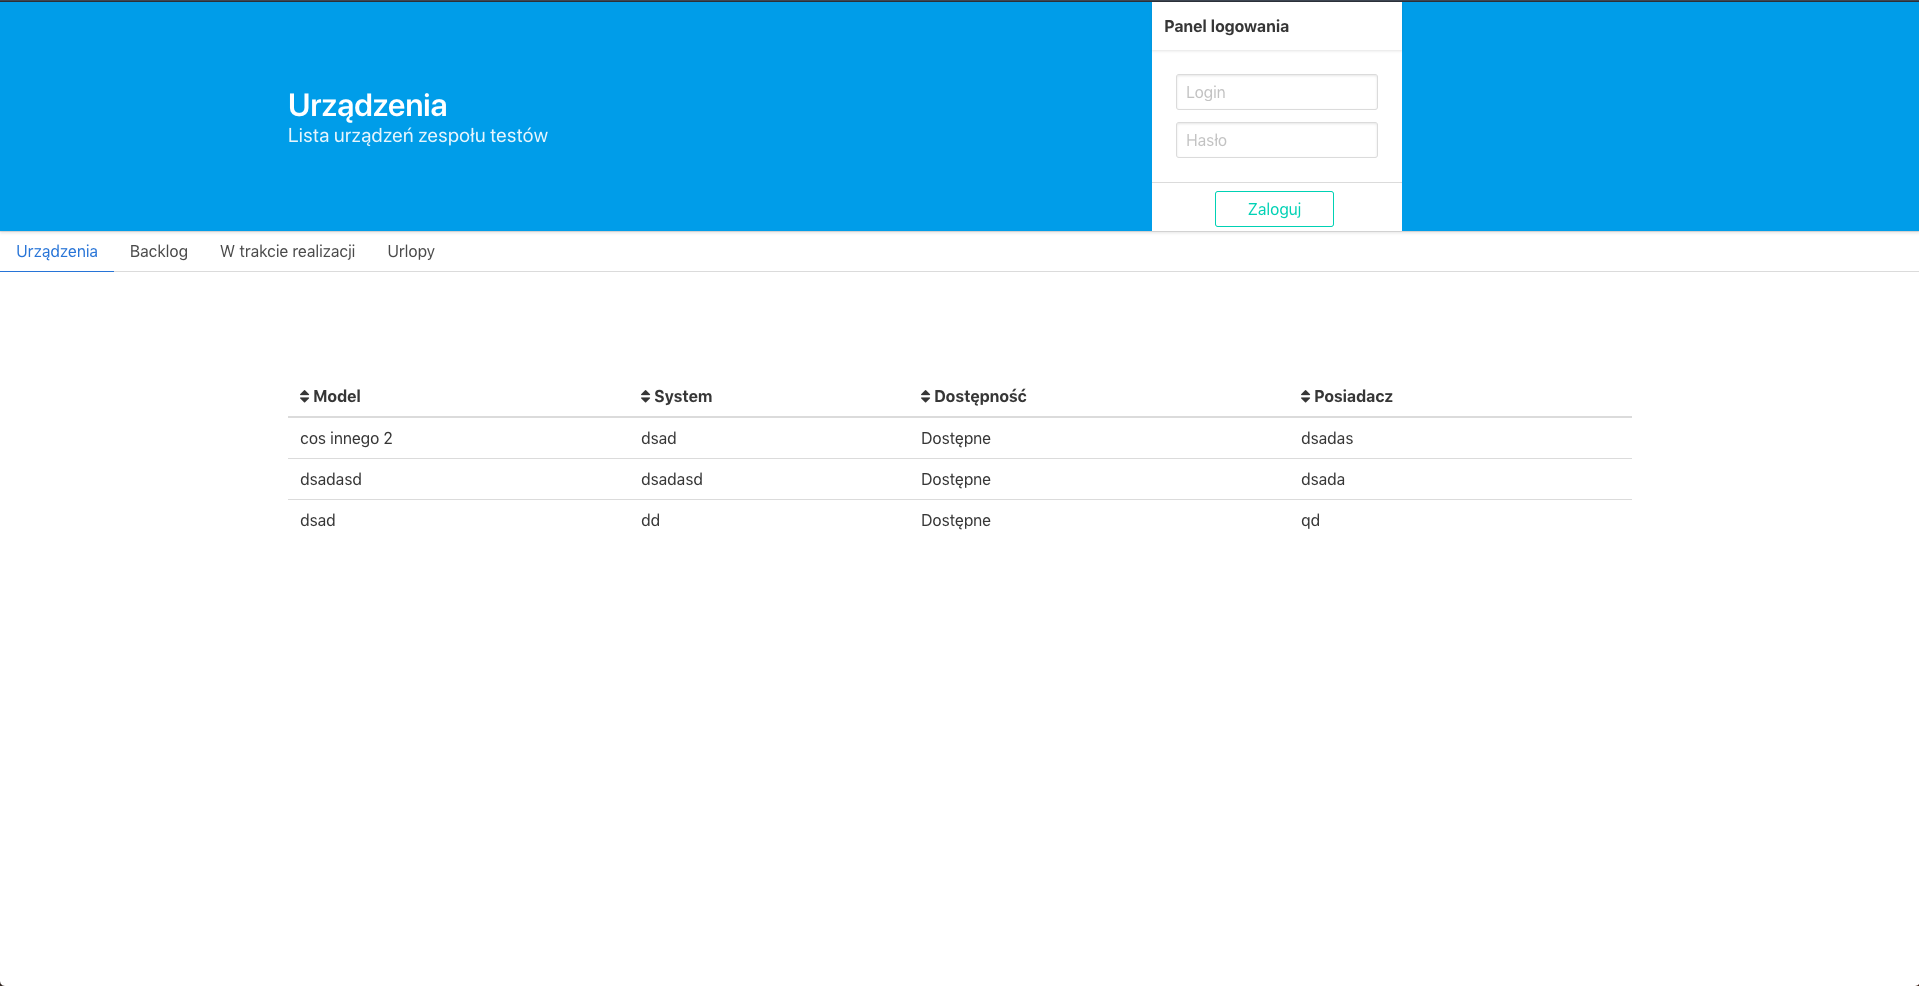 Panel logowania
Login
Hasło
Zaloguj
Urządzenia
Lista urządzeń zespołu testów
Urządzenia Backlog W trakcie realizacji Urlopy
Model System Dostępność Posiadacz
cos innego 2 dsad Dostępne dsadas
dsadasd dsadasd Dostępne dsada
dsad dd Dostępne qd